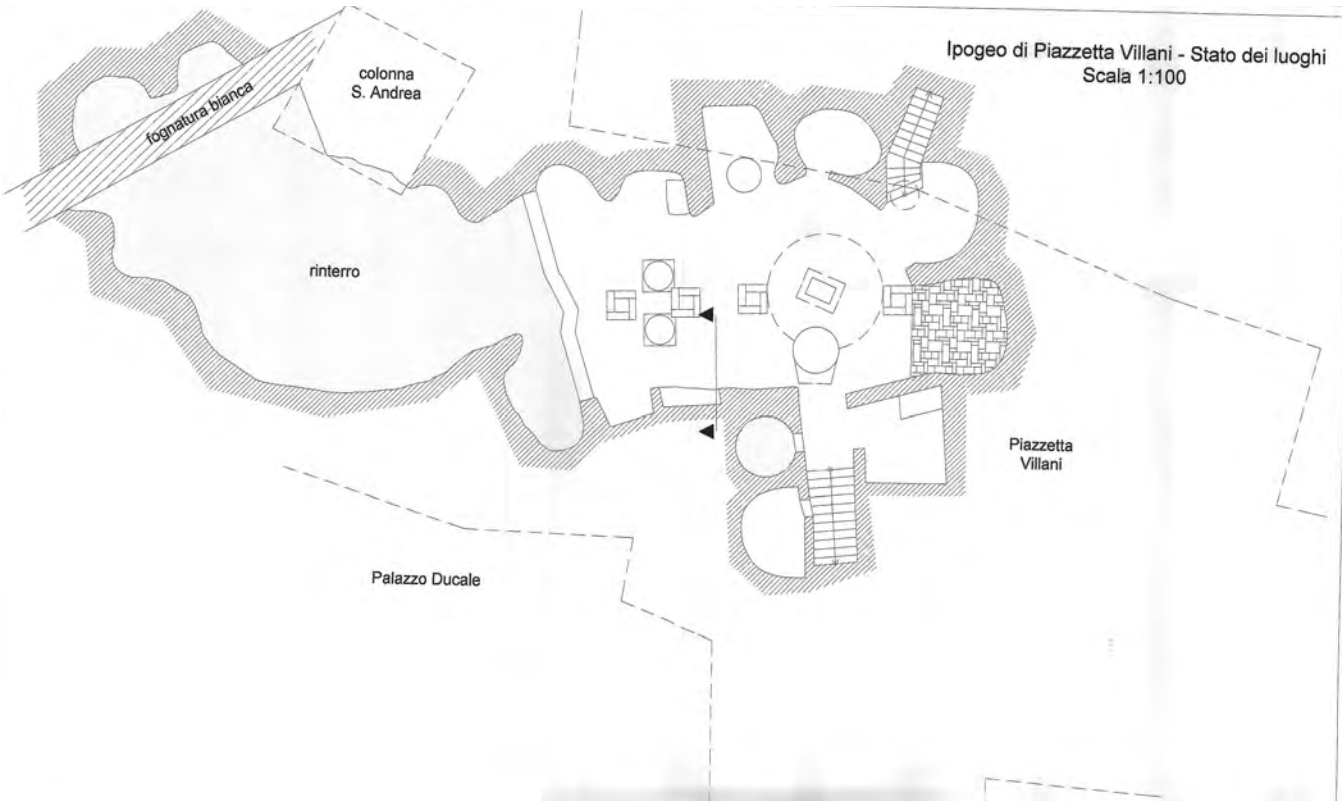 Ipogeo di Piazzetta Villani - Stato dei luoghi
Scala 1:100
colonna
S. Andrea
fognatura bianca
rinterro
Piazzetta
Villani
Palazzo Ducale